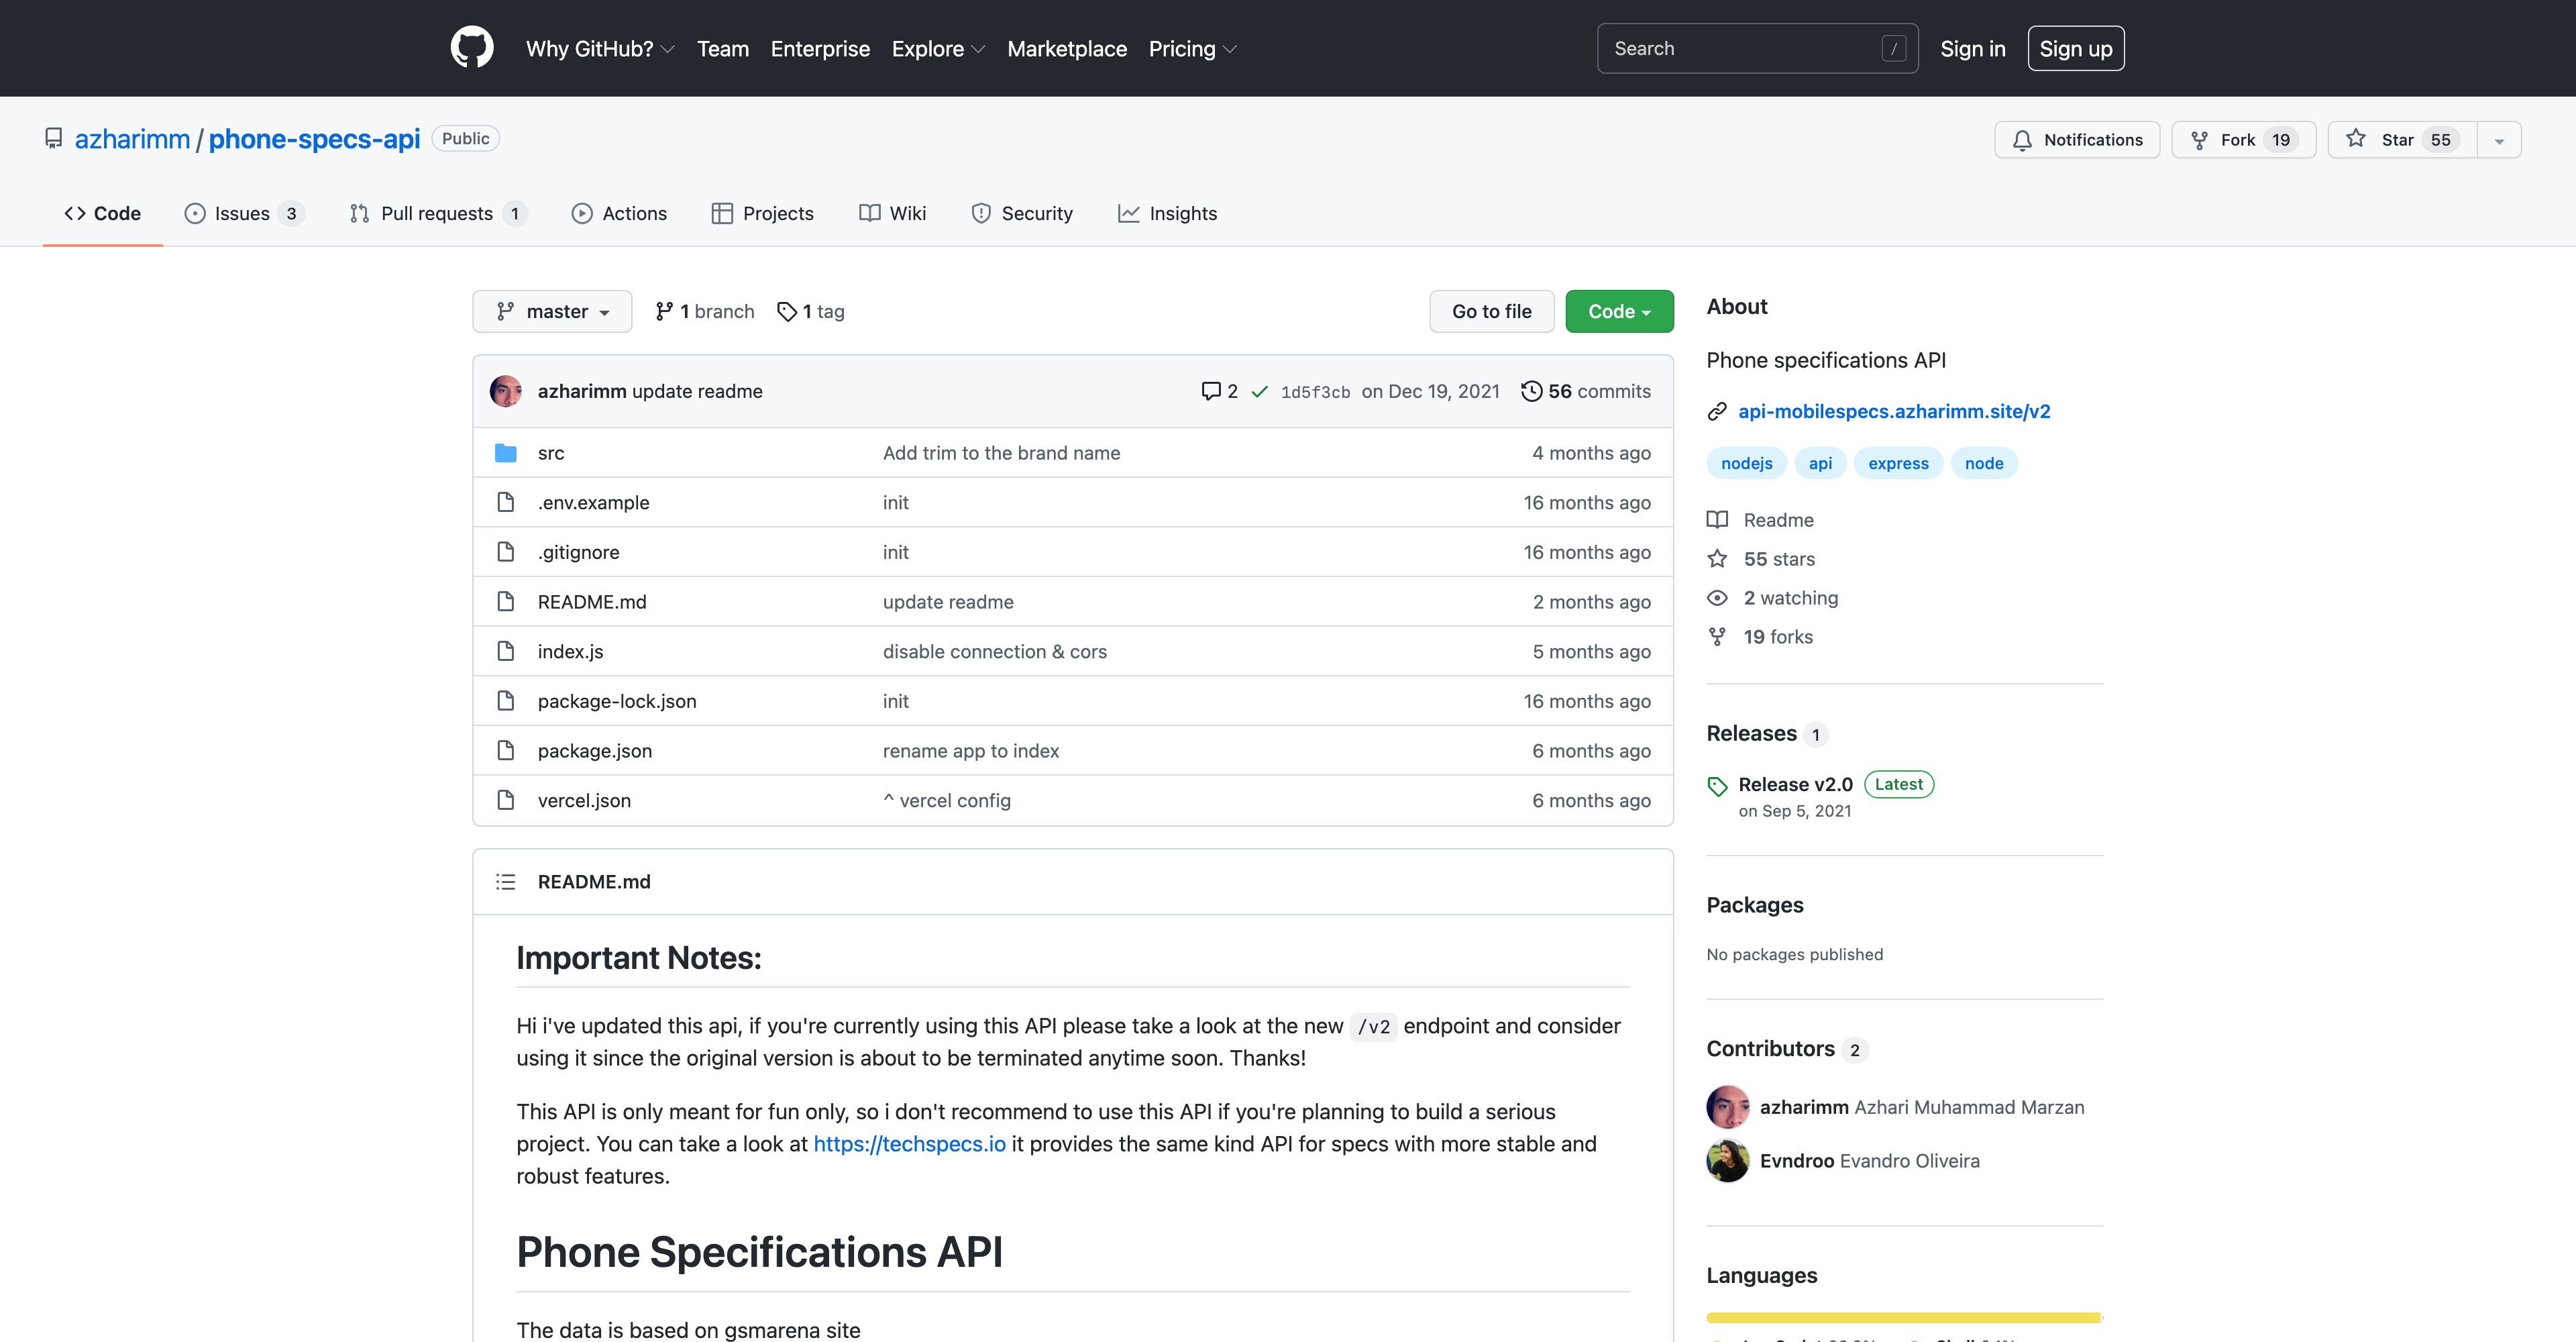 Why GitHub? Team Enterprise Explore Marketplace Pricing Search / Sign in Sign up
azharimm / phone-specs-api Public Notifications Fork 19 Star 55
Code Issues 3 Pull requests 1 Actions Projects Wiki Security Insights
master 1 branch 1 tag Go to file Code
azharimm update readme 2 1d5f3cb on Dec 19, 2021 56 commits
src Add trim to the brand name 4 months ago
.env.example init 16 months ago
.gitignore init 16 months ago
README.md update readme 2 months ago
index.js disable connection & cors 5 months ago
package-lock.json init 16 months ago
package.json rename app to index 6 months ago
vercel.json ^ vercel config 6 months ago
README.md
Important Notes:
Hi i've updated this api, if you're currently using this API please take a look at the new /v2 endpoint and consider
using it since the original version is about to be terminated anytime soon. Thanks!
This API is only meant for fun only, so i don't recommend to use this API if you're planning to build a serious
project. You can take a look at https://techspecs.io it provides the same kind API for specs with more stable and
robust features.
Phone Specifications API
The data is based on gsmarena site
About
Phone specifications API
api-mobilespecs.azharimm.site/v2
nodejs api express node
Readme
55 stars
2 watching
19 forks
Releases 1
Release v2.0 Latest
on Sep 5, 2021
Packages
No packages published
Contributors 2
azharimm Azhari Muhammad Marzan
Evndroo Evandro Oliveira
Languages